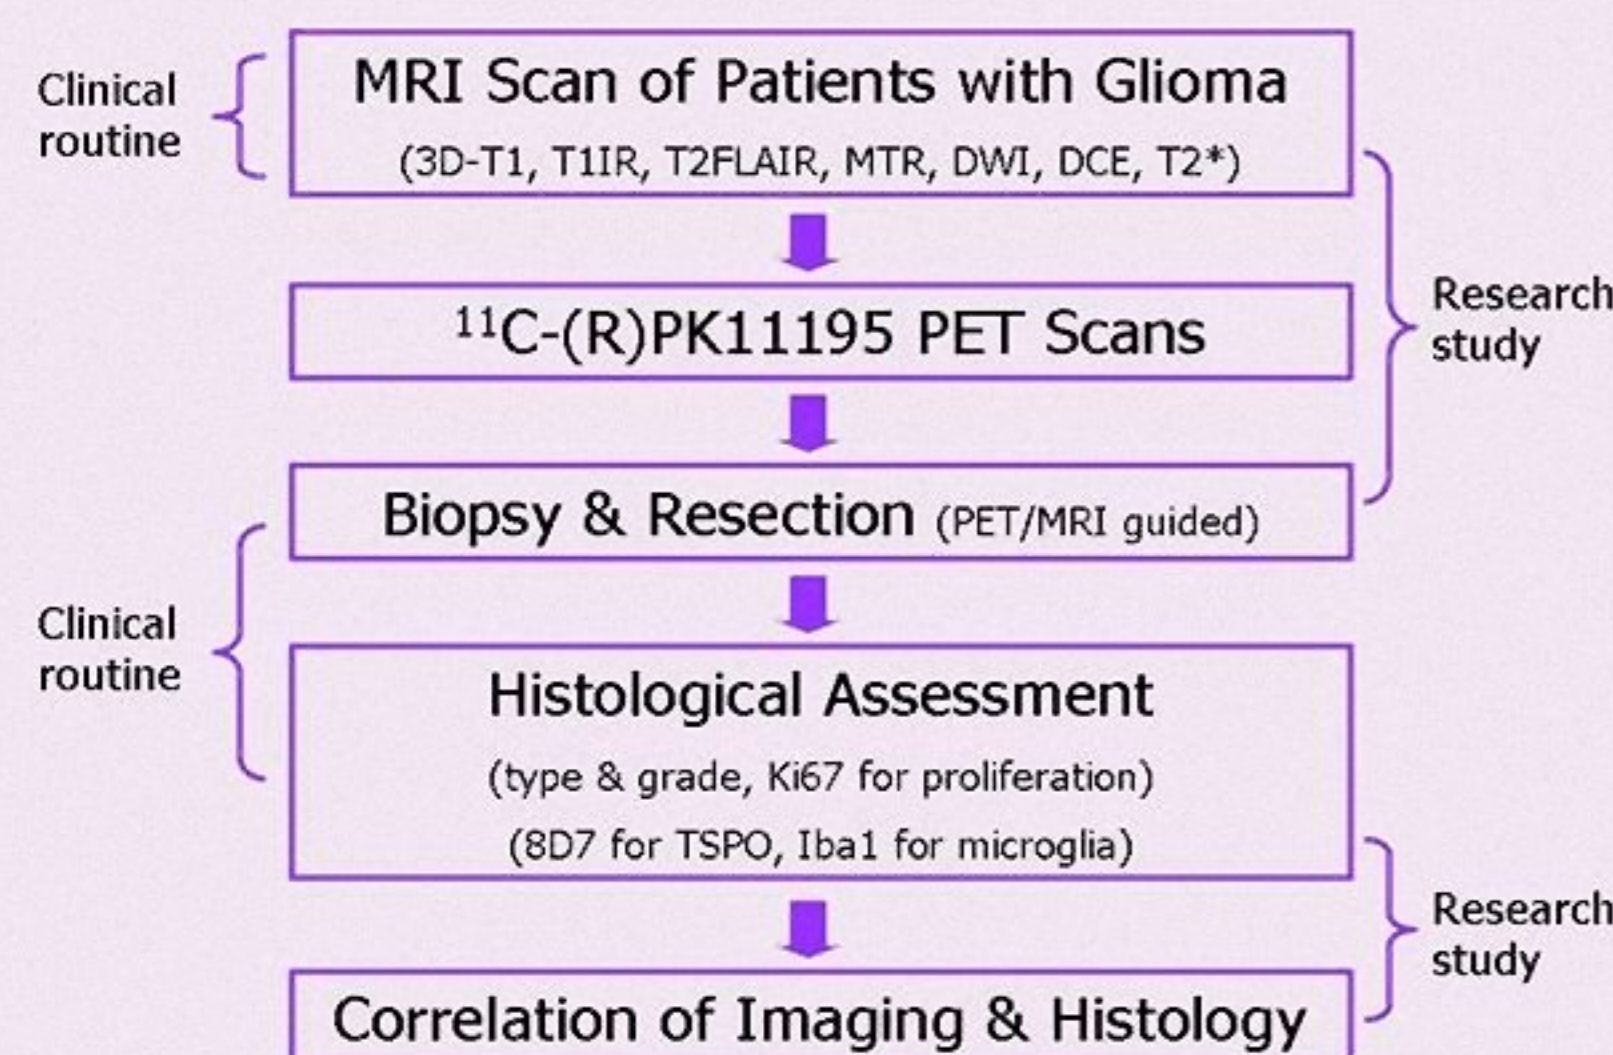 Clinical
routine
MRI Scan of Patients with Glioma
(3D-T1, T1IR, T2FLAIR, MTR, DWI, DCE, T2*)
¹¹C-(R)PK11195 PET Scans
Research
study
Biopsy & Resection (PET/MRI guided)
Clinical
routine
Histological Assessment
(type & grade, Ki67 for proliferation)
(8D7 for TSPO, Iba1 for microglia)
Research
study
Correlation of Imaging & Histology